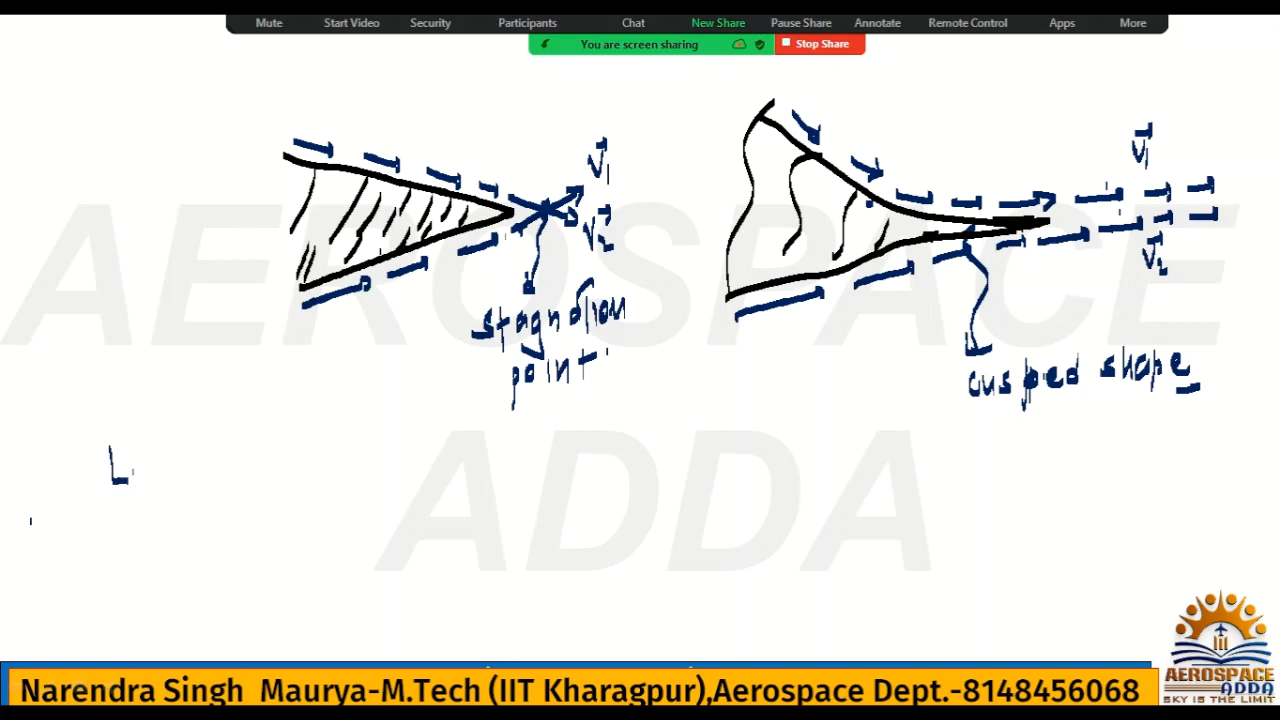 Mute Start Video Security Participants Chat New Share Pause Share Annotate Remote Control Apps More
You are screen sharing Stop Share
V1
V2
stagnation
point
V1
V2
cusped shape
L
AEROSPACE
ADDA
Narendra Singh Maurya-M.Tech (IIT Kharagpur),Aerospace Dept.-8148456068
AEROSPACE
ADDA
SKY IS THE LIMIT